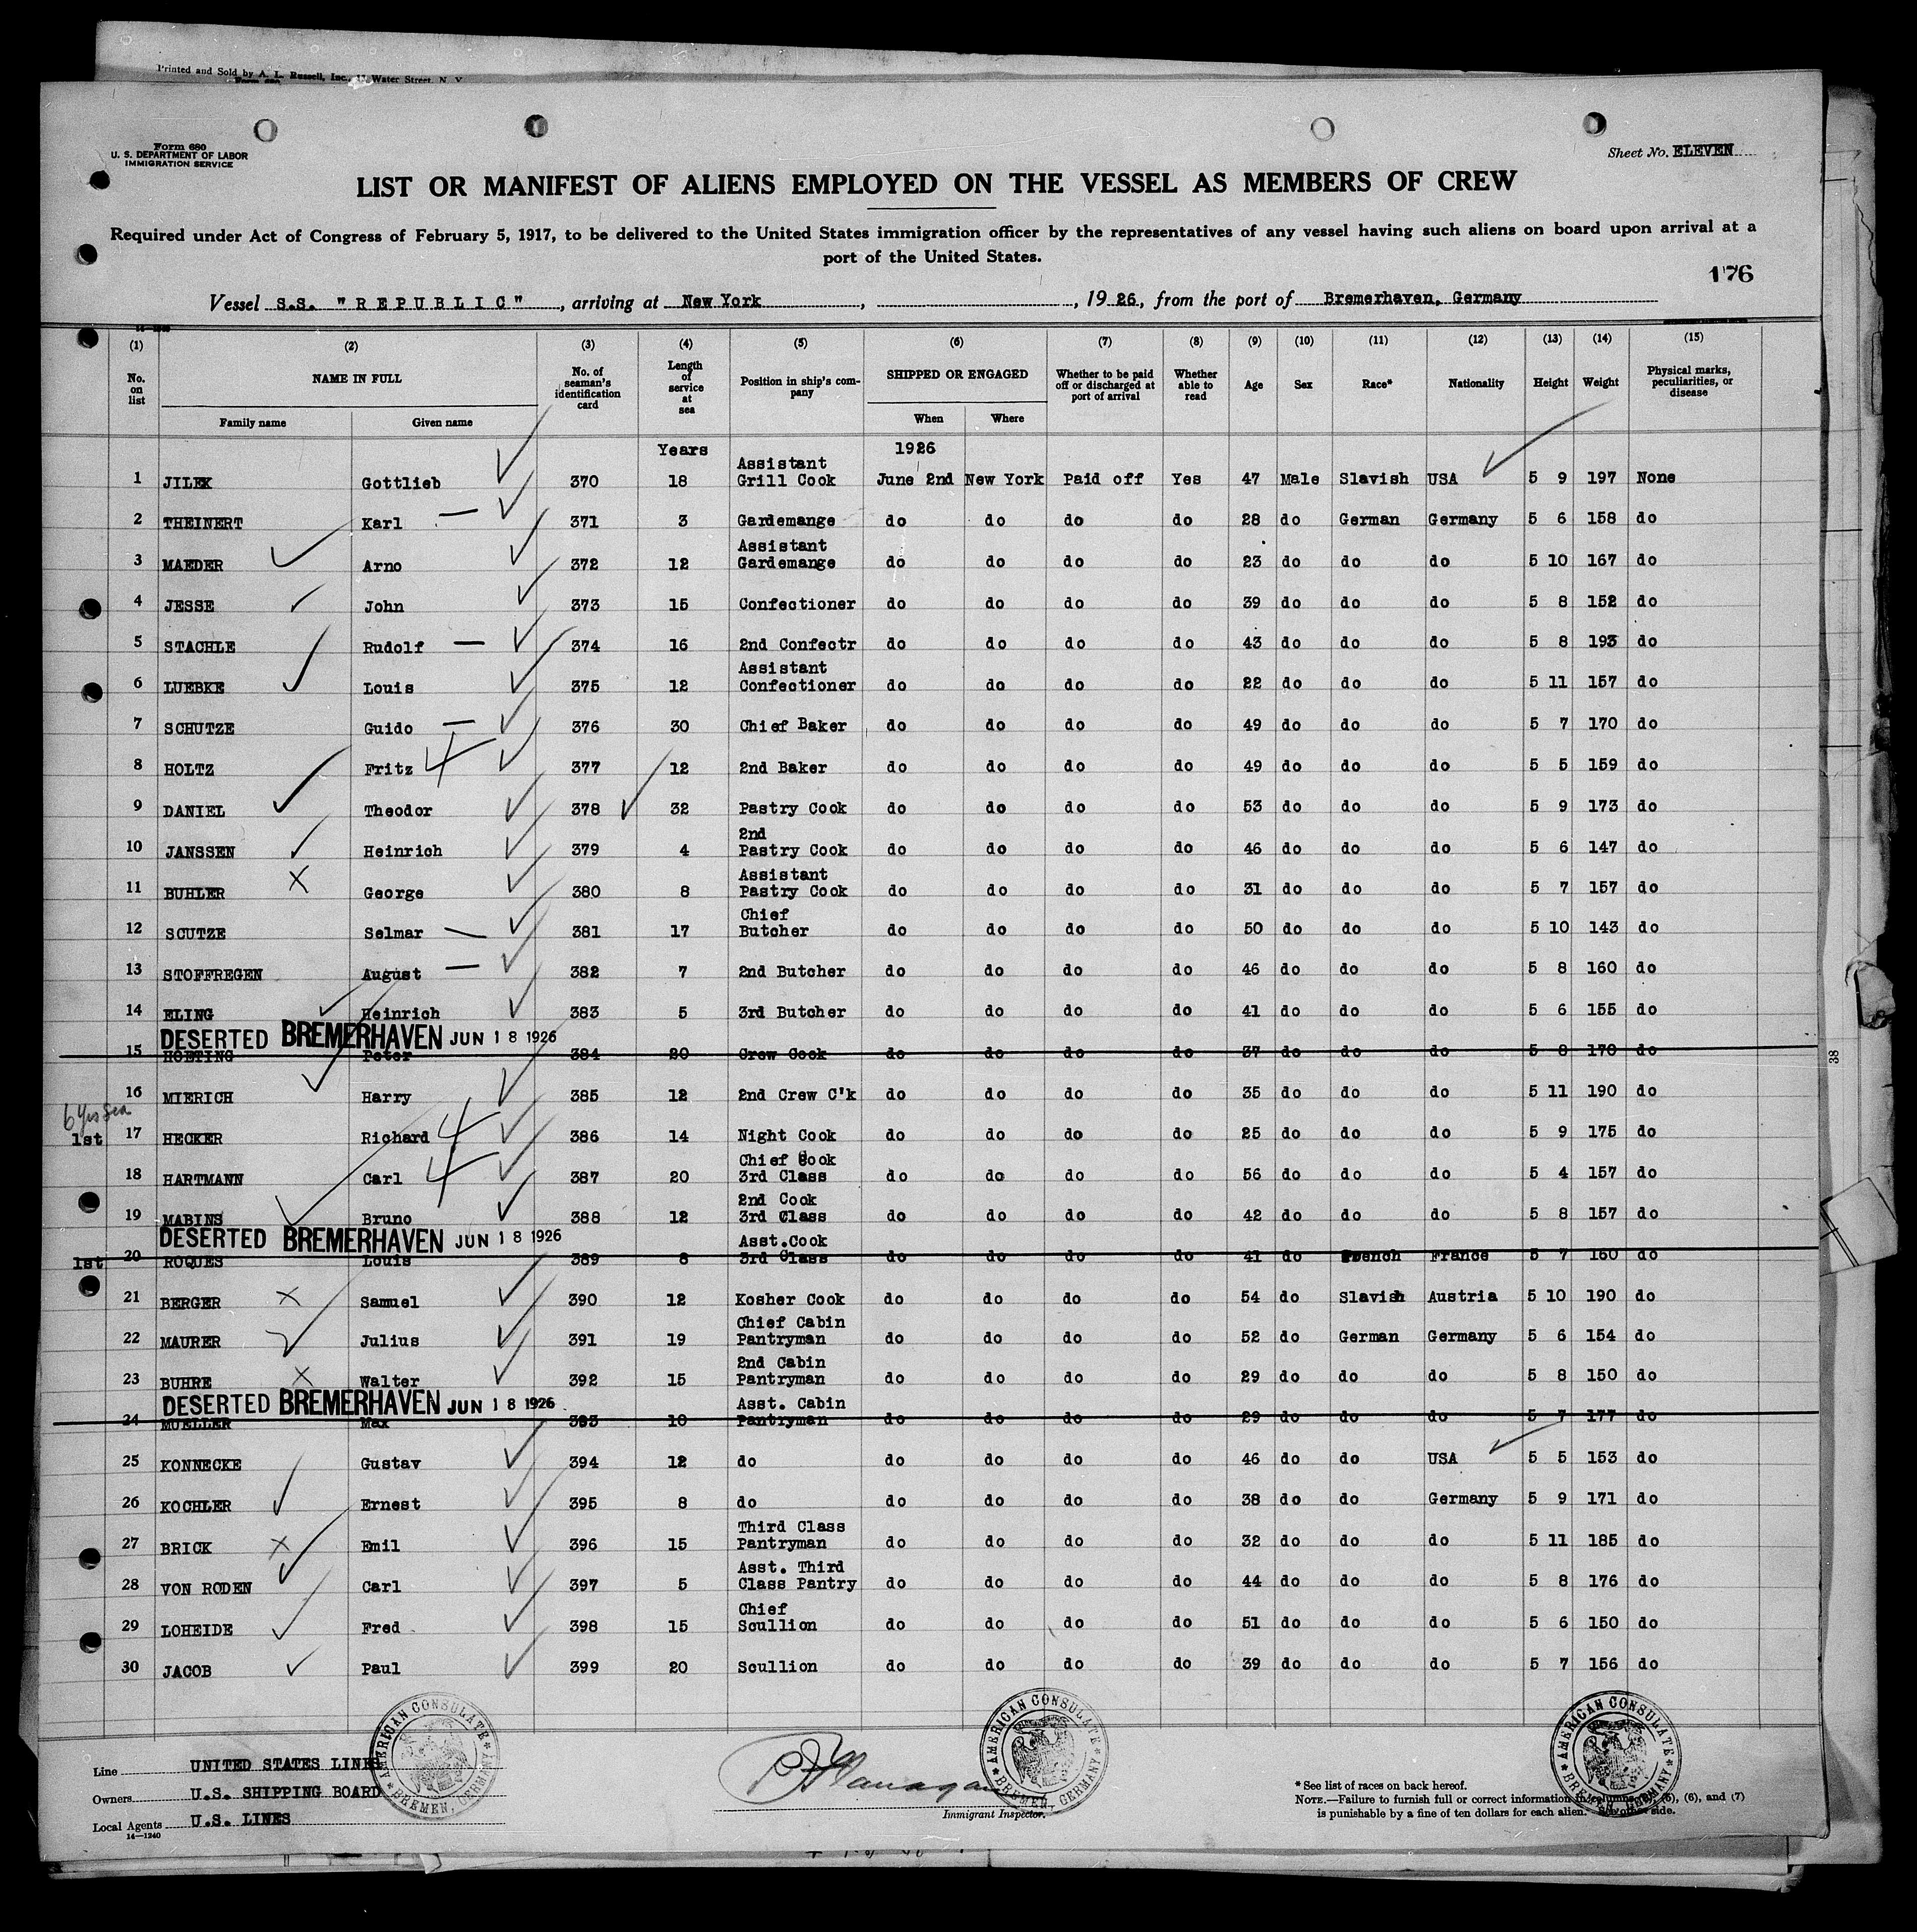 Printed and Sold by A. L. Russell, Inc., Water Street, N. Y.
Form 680
U. S. DEPARTMENT OF LABOR
IMMIGRATION SERVICE
Sheet No. ELEVEN
LIST OR MANIFEST OF ALIENS EMPLOYED ON THE VESSEL AS MEMBERS OF CREW
Required under Act of Congress of February 5, 1917, to be delivered to the United States immigration officer by the representatives of any vessel having such aliens on board upon arrival at a
port of the United States.
176
Vessel S.S. "REPUBLIC", arriving at New York, , 1926, from the port of Bremerhaven, Germany
(1) (2) (3) (4) (5) (6) (7) (8) (9) (10) (11) (12) (13) (14) (15)
No. on list NAME IN FULL Family name Given name No. of seaman's identification card Length of service at sea Position in ship's company SHIPPED OR ENGAGED When Where Whether to be paid off or discharged at port of arrival Whether able to read Age Sex Race* Nationality Height Weight Physical marks, peculiarities, or disease
Years 1926
1 JILEK Gottlieb 370 18 Assistant Grill Cook June 2nd New York Paid off Yes 47 Male Slavish USA 5 9 197 None
2 THEINERT Karl 371 3 Gardemange do do do do 28 do German Germany 5 6 158 do
3 MAEDER Arno 372 12 Assistant Gardemange do do do do 23 do do do 5 10 167 do
4 JESSE John 373 15 Confectioner do do do do 39 do do do 5 8 152 do
5 STACHLE Rudolf 374 16 2nd Confectr do do do do 43 do do do 5 8 193 do
6 LUEBKE Louis 375 12 Assistant Confectioner do do do do 22 do do do 5 11 157 do
7 SCHUTZE Guido 376 30 Chief Baker do do do do 49 do do do 5 7 170 do
8 HOLTZ Fritz 377 12 2nd Baker do do do do 49 do do do 5 5 159 do
9 DANIEL Theodor 378 32 Pastry Cook do do do do 53 do do do 5 9 173 do
10 JANSSEN Heinrich 379 4 2nd Pastry Cook do do do do 46 do do do 5 6 147 do
11 BUHLER George 380 8 Assistant Pastry Cook do do do do 31 do do do 5 7 157 do
12 SCUTZE Selmar 381 17 Chief Butcher do do do do 50 do do do 5 10 143 do
13 STOFFREGEN August 382 7 2nd Butcher do do do do 46 do do do 5 8 160 do
14 ELING Heinrich 383 5 3rd Butcher do do do do 41 do do do 5 6 155 do
DESERTED BREMERHAVEN JUN 18 1926
15 HOETING Peter 384 20 Crew Cook do do do do 37 do do do 5 8 170 do
16 MIERICH Harry 385 12 2nd Crew C'k do do do do 35 do do do 5 11 190 do
6 yrs Sea
1st 17 HECKER Richard 386 14 Night Cook do do do do 25 do do do 5 9 175 do
18 HARTMANN Carl 387 20 Chief Cook 3rd Class do do do do 56 do do do 5 4 157 do
19 MABINS Bruno 388 12 2nd Cook 3rd Class do do do do 42 do do do 5 8 157 do
DESERTED BREMERHAVEN JUN 18 1926
1st 20 ROQUES Louis 389 8 Asst.Cook 3rd Class do do do do 41 do French France 5 7 160 do
21 BERGER Samuel 390 12 Kosher Cook do do do do 54 do Slavish Austria 5 10 190 do
22 MAURER Julius 391 19 Chief Cabin Pantryman do do do do 52 do German Germany 5 6 154 do
23 BUHRE Walter 392 15 2nd Cabin Pantryman do do do do 29 do do do 5 8 150 do
DESERTED BREMERHAVEN JUN 18 1926
24 MUELLER Max 393 10 Asst. Cabin Pantryman do do do do 29 do do do 5 7 177 do
25 KONNECKE Gustav 394 12 do do do do do 46 do do USA 5 5 153 do
26 KOCHLER Ernest 395 8 do do do do do 38 do do Germany 5 9 171 do
27 BRICK Emil 396 15 Third Class Pantryman do do do do 32 do do do 5 11 185 do
28 VON RODEN Carl 397 5 Asst. Third Class Pantry do do do do 44 do do do 5 8 176 do
29 LOHEIDE Fred 398 15 Chief Scullion do do do do 51 do do do 5 6 150 do
30 JACOB Paul 399 20 Scullion do do do do 39 do do do 5 7 156 do
38
Line UNITED STATES LINES
Owners U.S. SHIPPING BOARD
Local Agents U.S. LINES
14—1240
AMERICAN CONSULATE BREMEN, GERMANY
Flanagan
Immigrant Inspector.
AMERICAN CONSULATE BREMEN, GERMANY
* See list of races on back hereof.
NOTE.—Failure to furnish full or correct information in columns (5), (6), and (7)
is punishable by a fine of ten dollars for each alien. See other side.
AMERICAN CONSULATE BREMEN, GERMANY